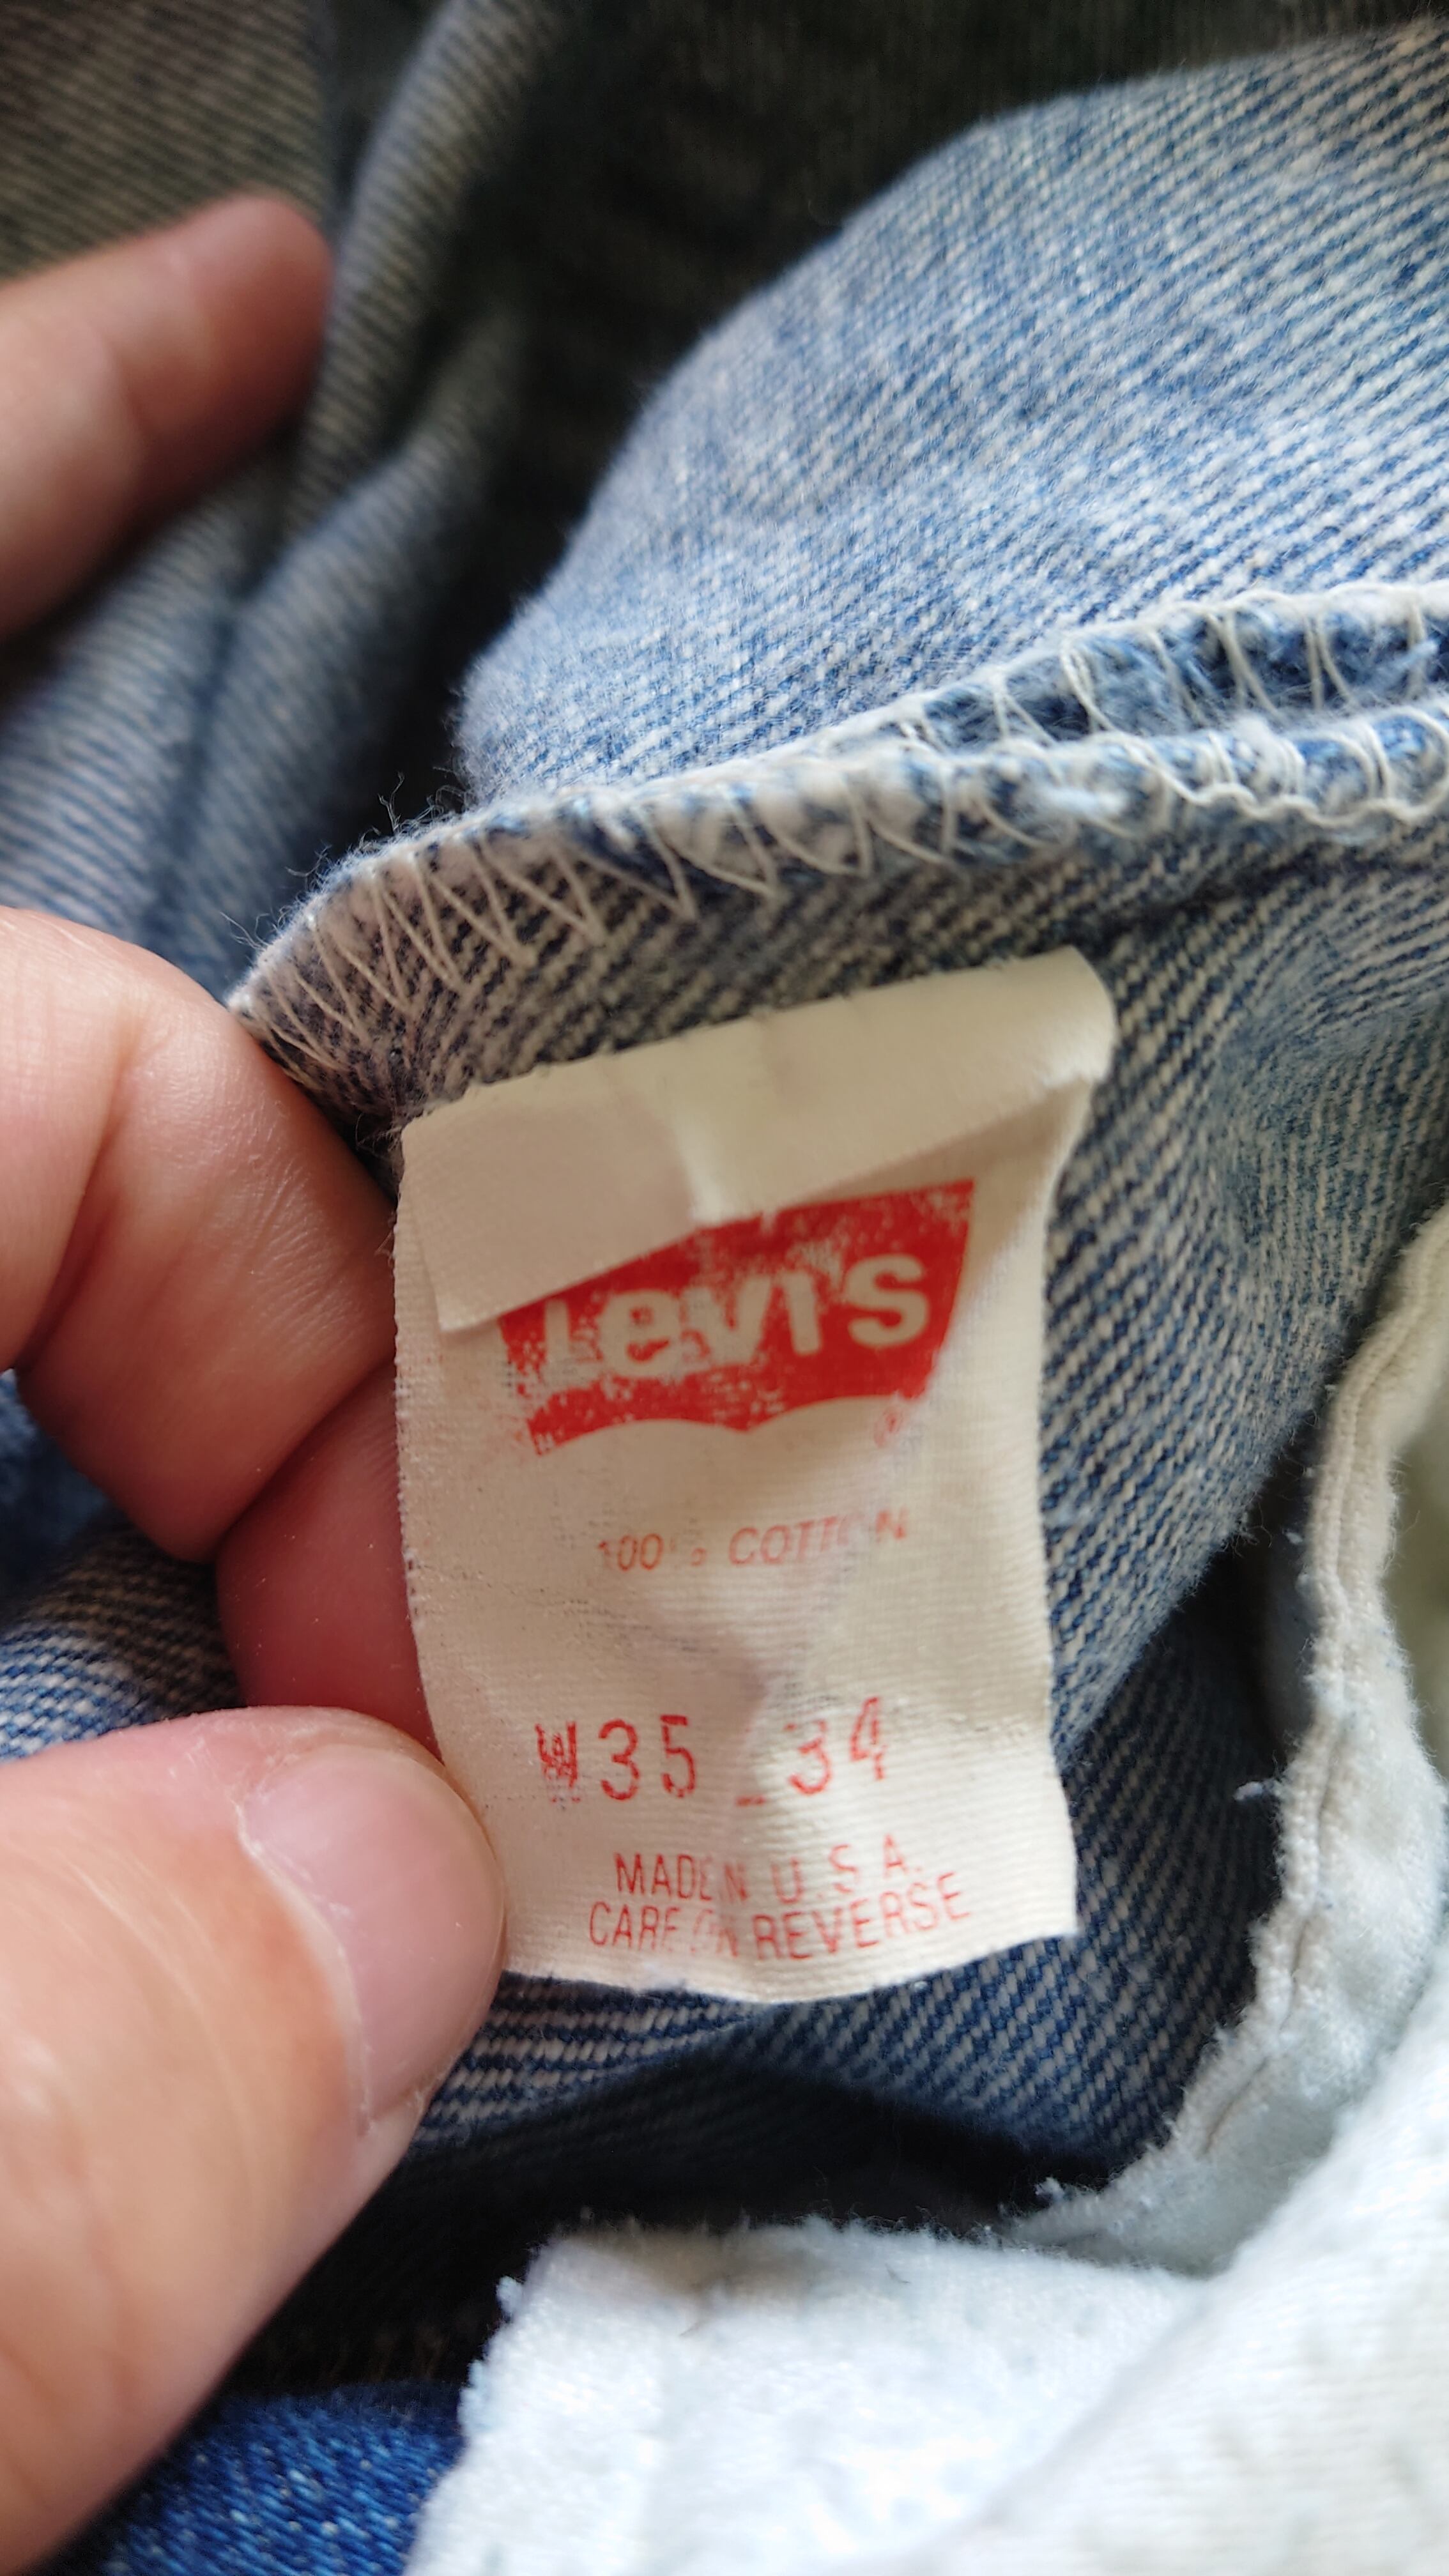 Levi's
®
100% COTTON
W35 L34
MADE IN U.S.A.
CARE ON REVERSE